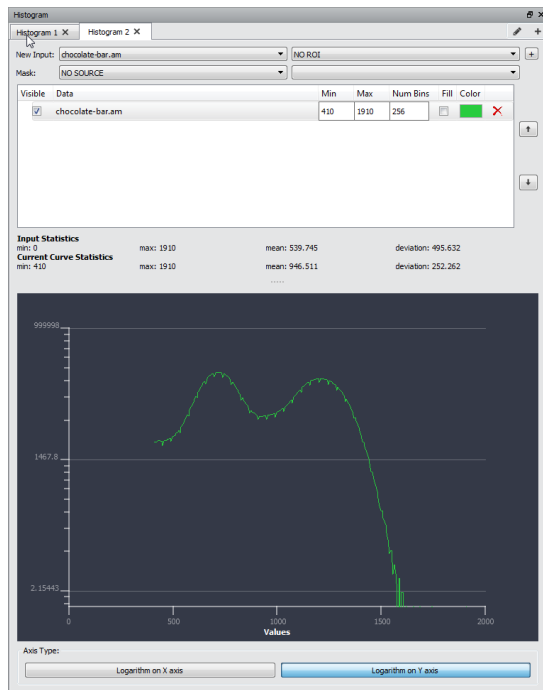 Histogram
Histogram 1 Histogram 2
New Input: chocolate-bar.am NO ROI
Mask: NO SOURCE
Visible Data Min Max Num Bins Fill Color
chocolate-bar.am 410 1910 256
Input Statistics
min: 0 max: 1910 mean: 539.745 deviation: 495.632
Current Curve Statistics
min: 410 max: 1910 mean: 946.511 deviation: 252.262
999998
1467.8
2.15443
0 500 1000 1500 2000
Values
Axis Type:
Logarithm on X axis Logarithm on Y axis